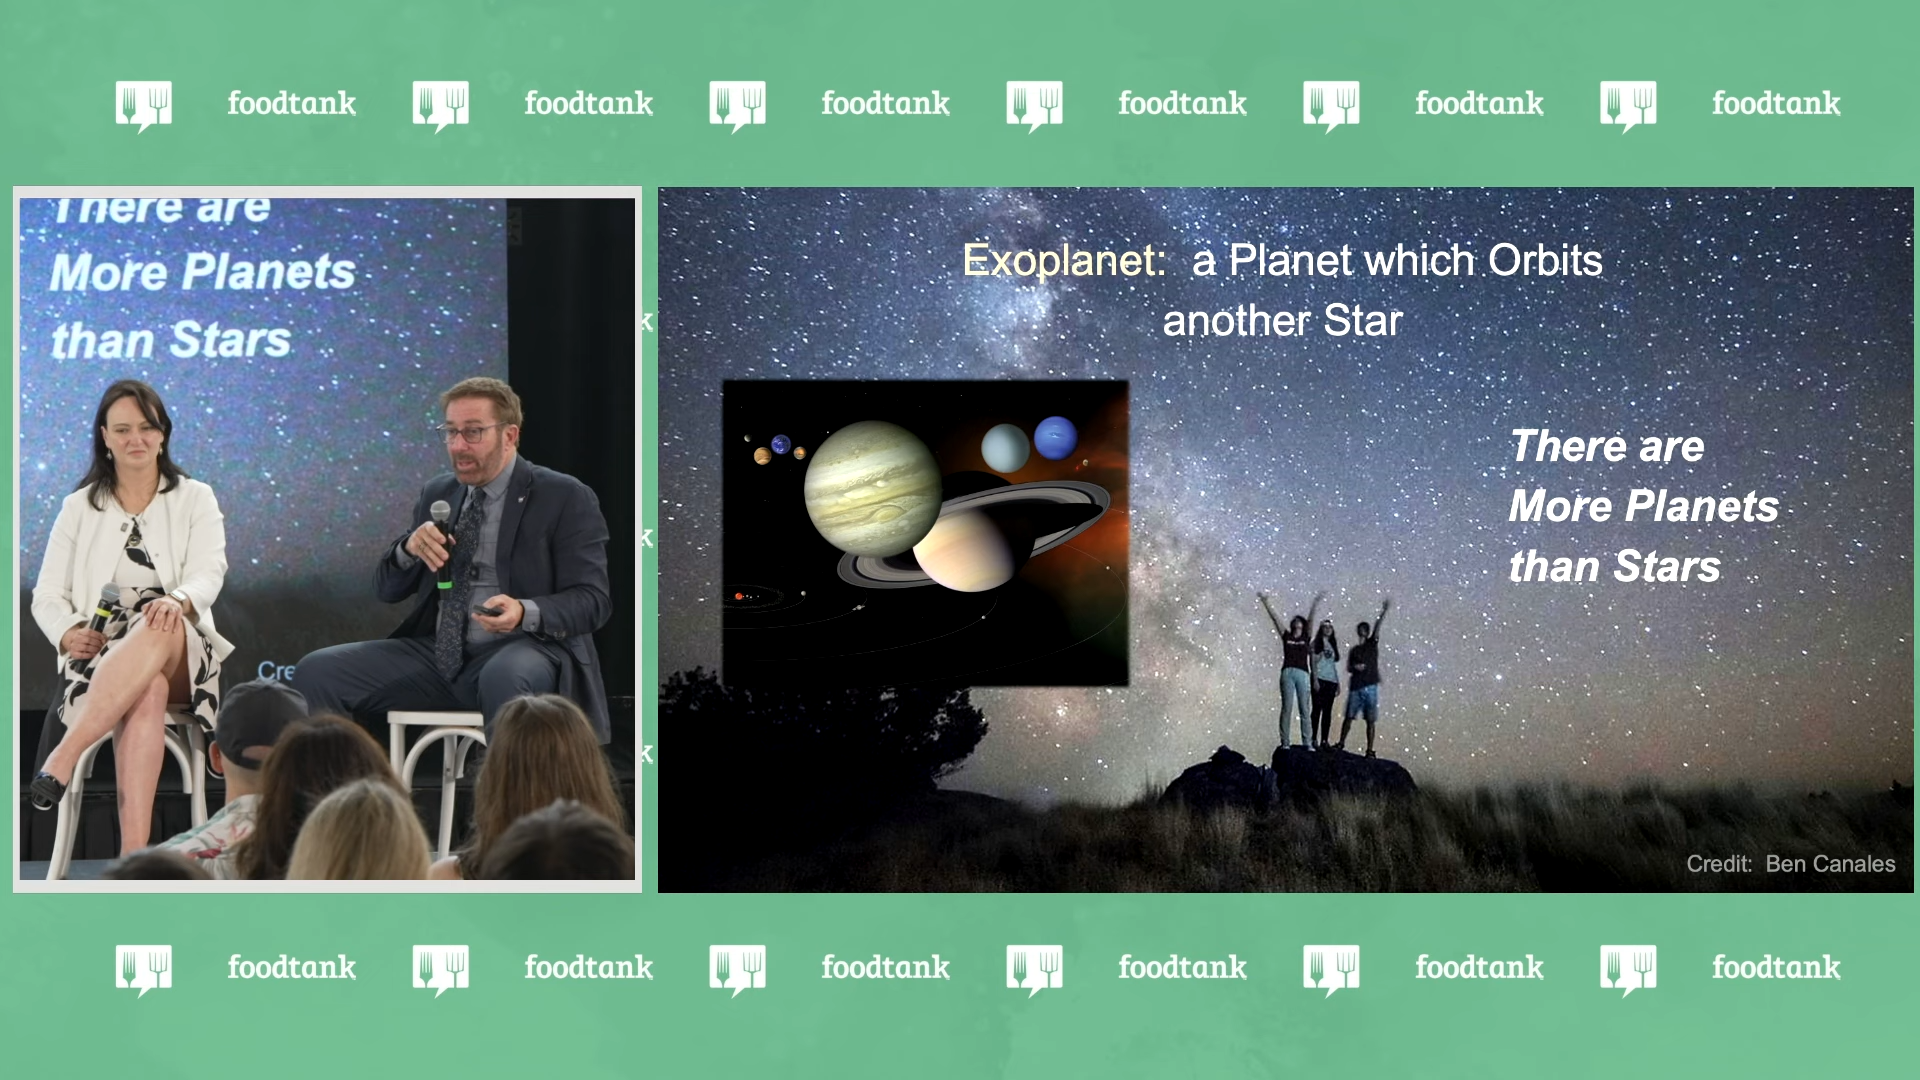 foodtank foodtank foodtank foodtank foodtank foodtank
There are
More Planets
than Stars
Cre
k
k
k
Exoplanet: a Planet which Orbits
another Star
There are
More Planets
than Stars
Credit: Ben Canales
foodtank foodtank foodtank foodtank foodtank foodtank